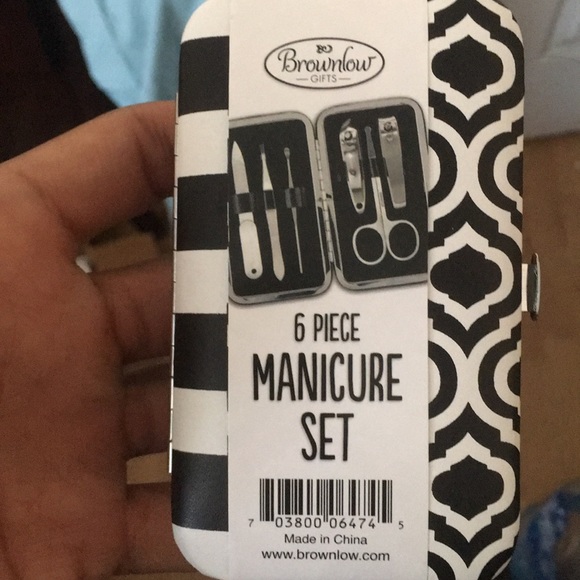 Brownlow
GIFTS
6 PIECE
MANICURE
SET
7 03800 06474 5
Made in China
www.brownlow.com